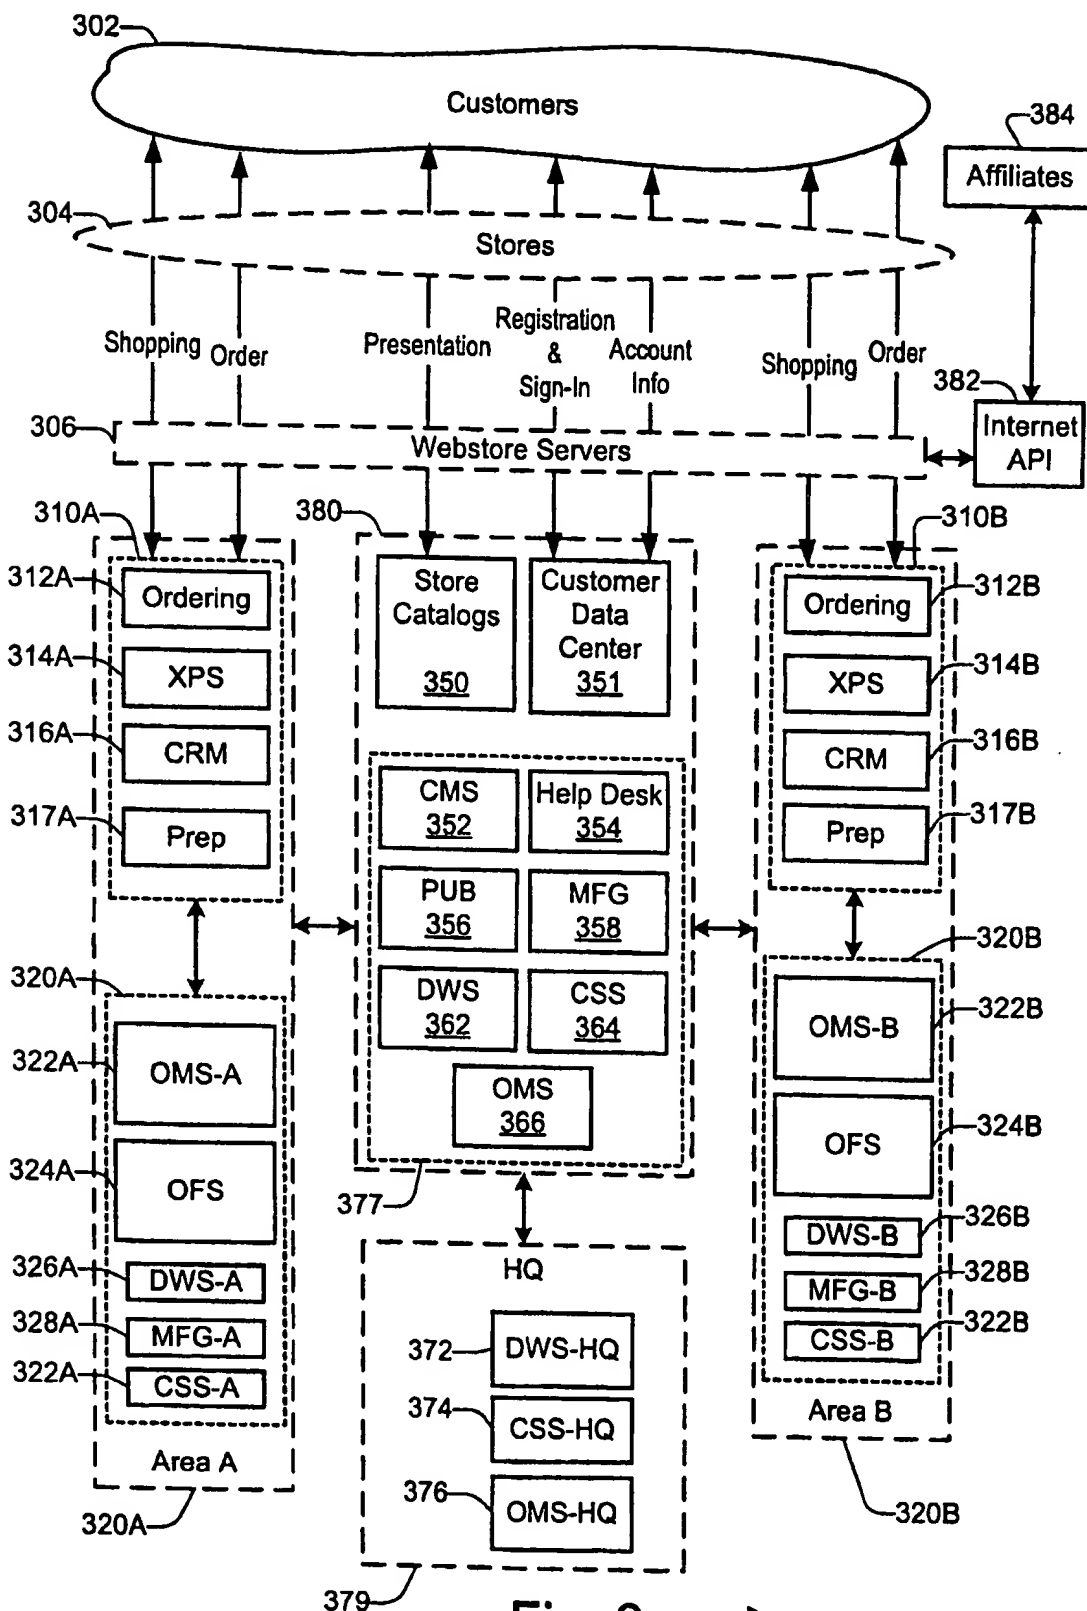 302
Customers
384
Affiliates
304
Stores
Shopping
Order
Presentation
Registration
&
Sign-In
Account
Info
Shopping
Order
382
Internet
API
306
Webstore Servers
310A
380
310B
312A
Ordering
Store
Catalogs
350
Customer
Data
Center
351
Ordering
312B
314A
XPS
XPS
314B
316A
CRM
CRM
316B
317A
Prep
CMS
352
Help Desk
354
Prep
317B
PUB
356
MFG
358
320A
320B
DWS
362
CSS
364
322A
OMS-A
OMS-B
322B
OMS
366
324A
OFS
OFS
324B
377
326A
DWS-A
DWS-B
326B
328A
MFG-A
MFG-B
328B
322A
CSS-A
CSS-B
322B
HQ
372
DWS-HQ
374
CSS-HQ
376
OMS-HQ
Area A
Area B
320A
320B
379